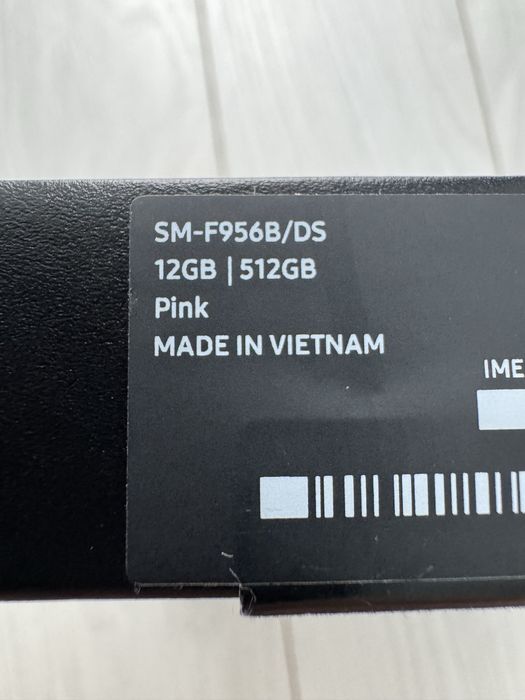 SM-F956B/DS
12GB | 512GB
Pink
MADE IN VIETNAM
IME